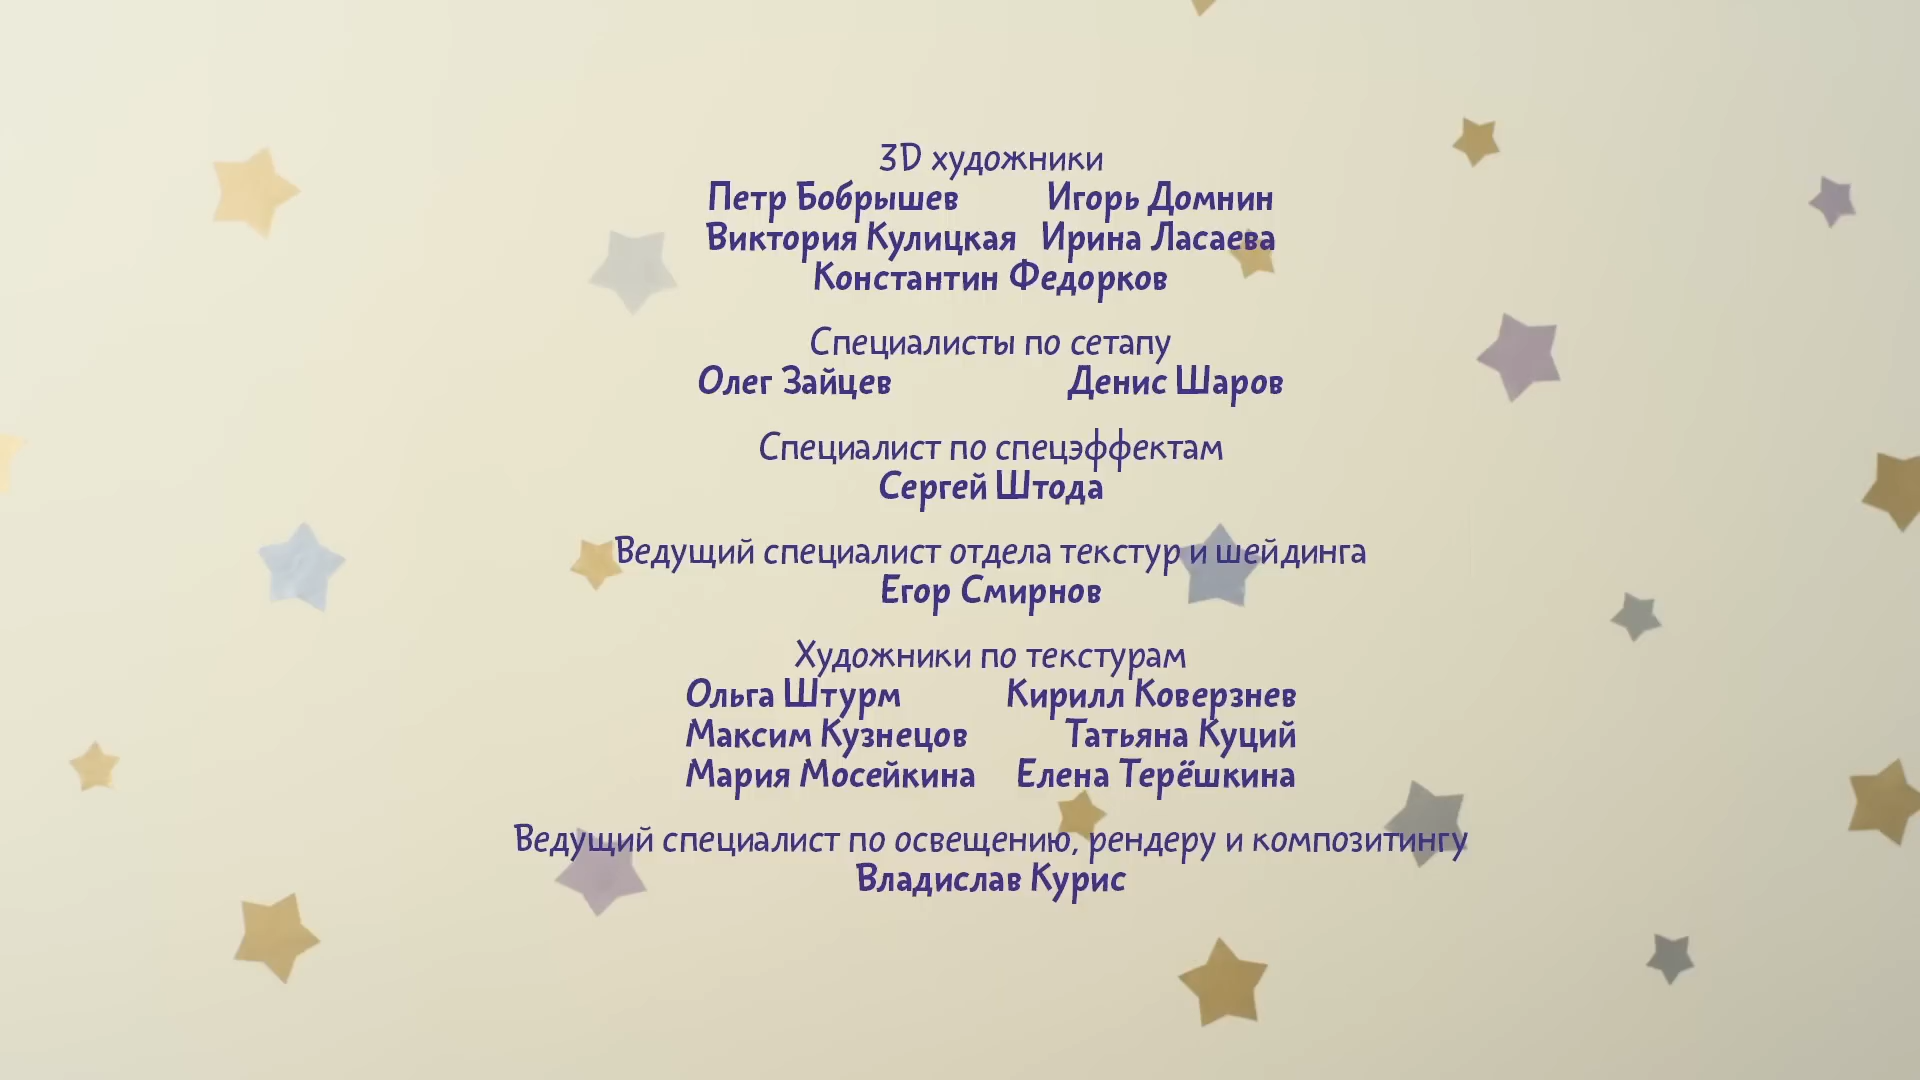 3D художники
Петр Бобрышев Игорь Домнин
Виктория Кулицкая Ирина Ласаева
Константин Федорков
Специалисты по сетапу
Олег Зайцев Денис Шаров
Специалист по спецэффектам
Сергей Штода
Ведущий специалист отдела текстур и шейдинга
Егор Смирнов
Художники по текстурам
Ольга Штурм Кирилл Коверзнев
Максим Кузнецов Татьяна Куций
Мария Мосейкина Елена Терёшкина
Ведущий специалист по освещению, рендеру и композитингу
Владислав Курис